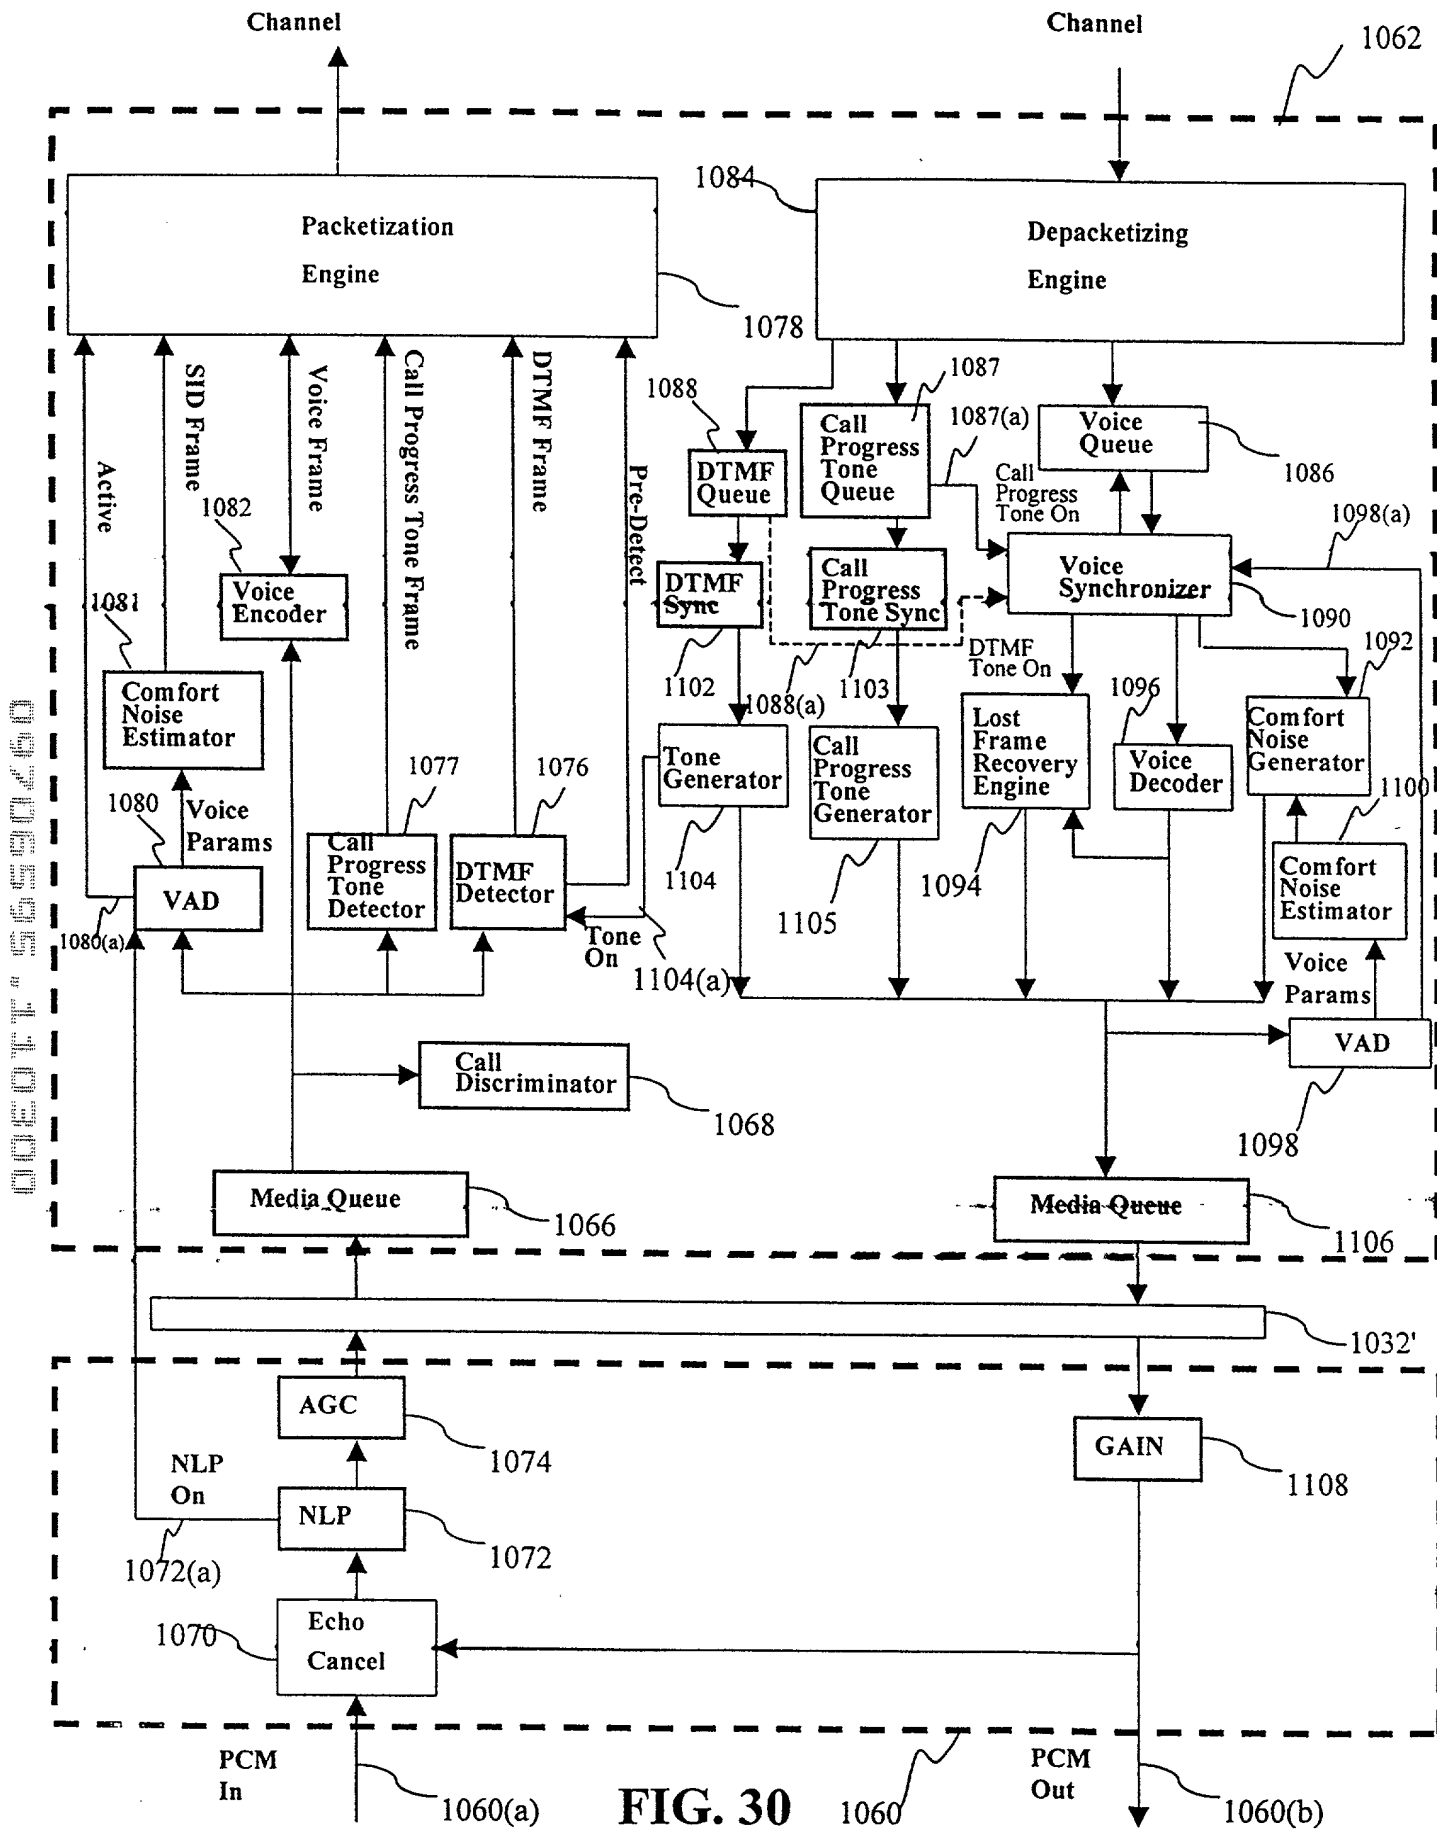 Channel
Channel
1062
1084
Packetization
Engine
Depacketizing
Engine
1078
Active
SID Frame
Voice Frame
Call Progress Tone Frame
DTMF Frame
Pre-Detect
1088
DTMF
Queue
1087
Call
Progress
Tone
Queue
1087(a)
Voice
Queue
1086
Call
Progress
Tone On
1098(a)
1082
Voice
Encoder
DTMF
Sync
1102
Call
Progress
Tone Sync
1103
Voice
Synchronizer
1090
1092
1081
Comfort
Noise
Estimator
1088(a)
DTMF
Tone On
1096
Tone
Generator
1104
Call
Progress
Tone
Generator
1105
Lost
Frame
Recovery
Engine
1094
Voice
Decoder
Comfort
Noise
Generator
1100
1080
Voice
Params
1077
1076
VAD
1080(a)
Call
Progress
Tone
Detector
DTMF
Detector
Tone
On
1104(a)
Comfort
Noise
Estimator
Voice
Params
VAD
1098
Call
Discriminator
1068
Media Queue
1066
Media Queue
1106
1032'
AGC
1074
GAIN
1108
NLP
On
NLP
1072
1072(a)
1070
Echo
Cancel
PCM
In
1060(a)
FIG. 30
1060
PCM
Out
1060(b)